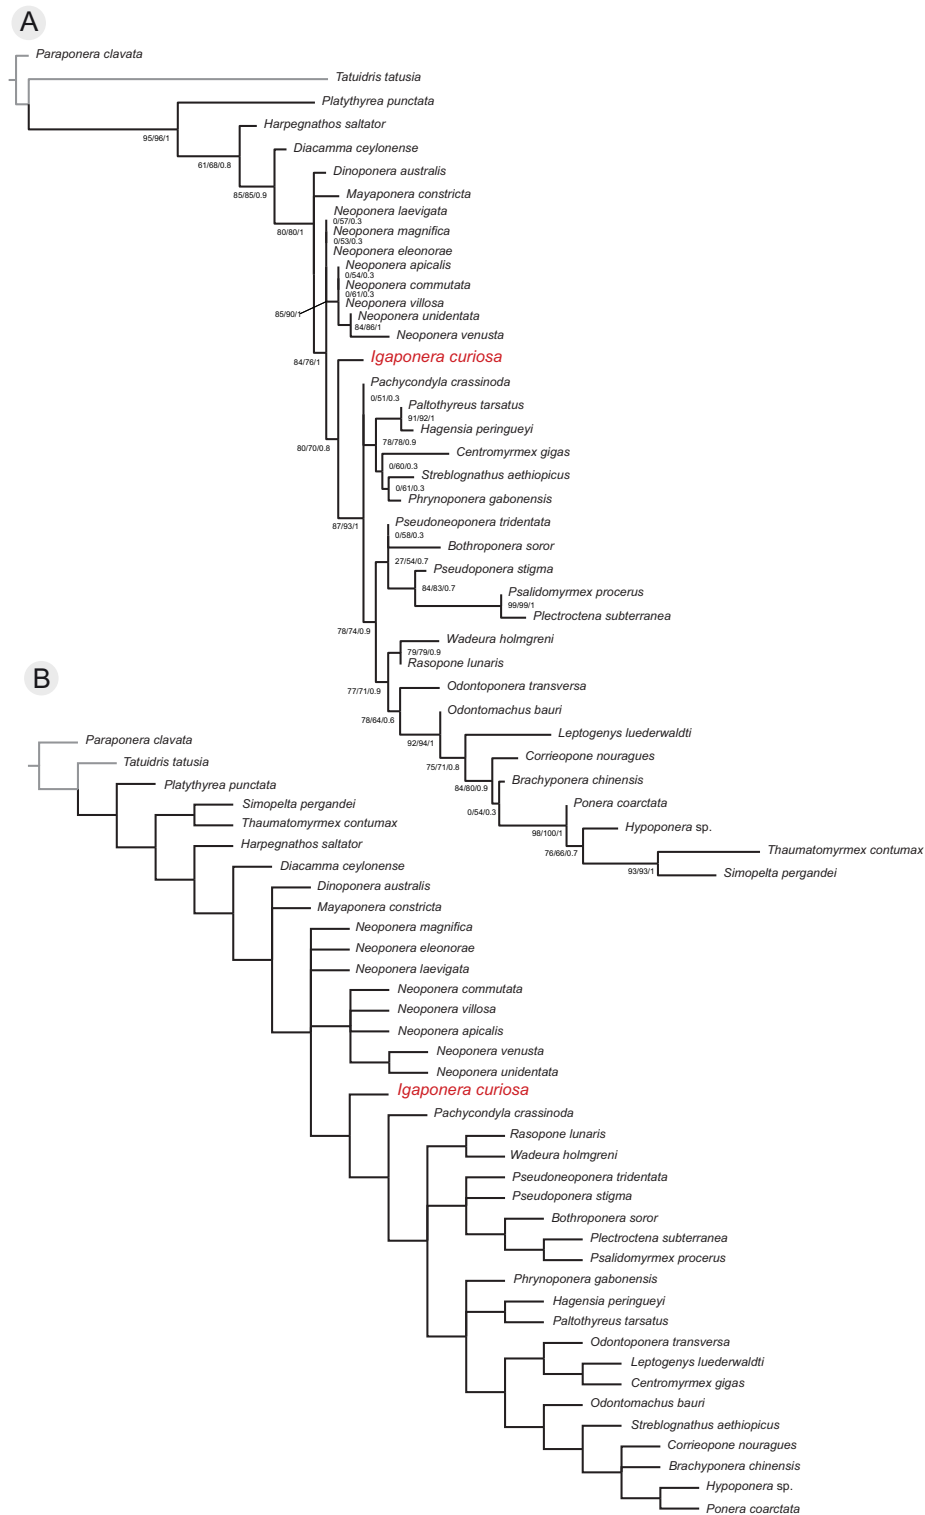 A
Paraponera clavata
Tatuidris tatusia
Platythyrea punctata
Harpegnathos saltator
95/96/1
Diacamma ceylonense
61/68/0.8
Dinoponera australis
85/85/0.9
Mayaponera constricta
Neoponera laevigata
0/57/0.3
Neoponera magnifica
80/80/1
0/53/0.3
Neoponera eleonorae
Neoponera apicalis
0/54/0.3
Neoponera commutata
0/61/0.3
Neoponera villosa
85/90/1
Neoponera unidentata
84/86/1
Neoponera venusta
Igaponera curiosa
84/76/1
Pachycondyla crassinoda
0/51/0.3
Paltothyreus tarsatus
91/92/1
Hagensia peringueyi
78/78/0.9
80/70/0.8
Centromyrmex gigas
0/60/0.3
Streblognathus aethiopicus
0/61/0.3
Phrynoponera gabonensis
87/93/1
Pseudoneoponera tridentata
0/58/0.3
Bothroponera soror
27/54/0.7
Pseudoponera stigma
84/83/0.7
Psalidomyrmex procerus
99/99/1
Plectroctena subterranea
78/74/0.9
Wadeura holmgreni
79/79/0.9
Rasopone lunaris
77/71/0.9
Odontoponera transversa
Odontomachus bauri
78/64/0.6
Leptogenys luederwaldti
92/94/1
Corrieopone nouragues
75/71/0.8
Brachyponera chinensis
84/80/0.9
Ponera coarctata
0/54/0.3
Hypoponera sp.
98/100/1
Thaumatomyrmex contumax
76/66/0.7
93/93/1
Simopelta pergandei
B
Paraponera clavata
Tatuidris tatusia
Platythyrea punctata
Simopelta pergandei
Thaumatomyrmex contumax
Harpegnathos saltator
Diacamma ceylonense
Dinoponera australis
Mayaponera constricta
Neoponera magnifica
Neoponera eleonorae
Neoponera laevigata
Neoponera commutata
Neoponera villosa
Neoponera apicalis
Neoponera venusta
Neoponera unidentata
Igaponera curiosa
Pachycondyla crassinoda
Rasopone lunaris
Wadeura holmgreni
Pseudoneoponera tridentata
Pseudoponera stigma
Bothroponera soror
Plectroctena subterranea
Psalidomyrmex procerus
Phrynoponera gabonensis
Hagensia peringueyi
Paltothyreus tarsatus
Odontoponera transversa
Leptogenys luederwaldti
Centromyrmex gigas
Odontomachus bauri
Streblognathus aethiopicus
Corrieopone nouragues
Brachyponera chinensis
Hypoponera sp.
Ponera coarctata